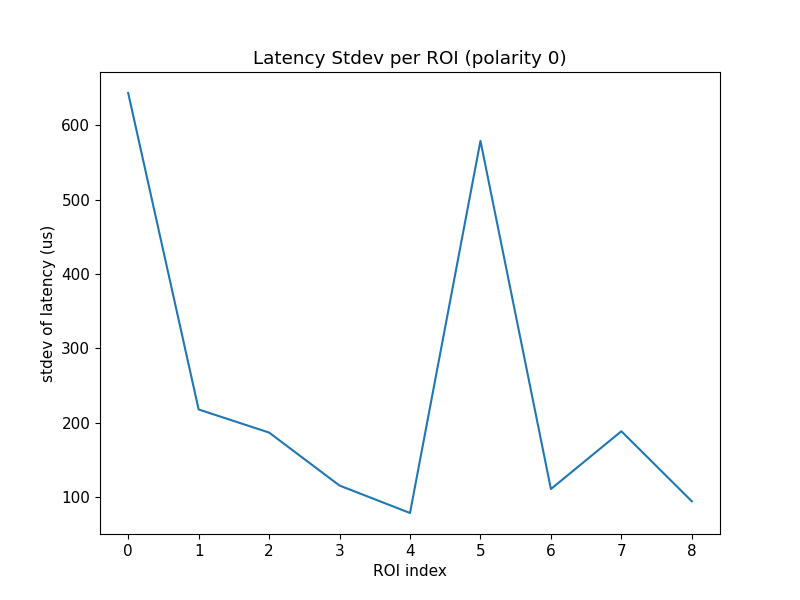 Latency Stdev per ROI (polarity 0)
stdev of latency (us)
600
500
400
300
200
100
0 1 2 3 4 5 6 7 8
ROI index